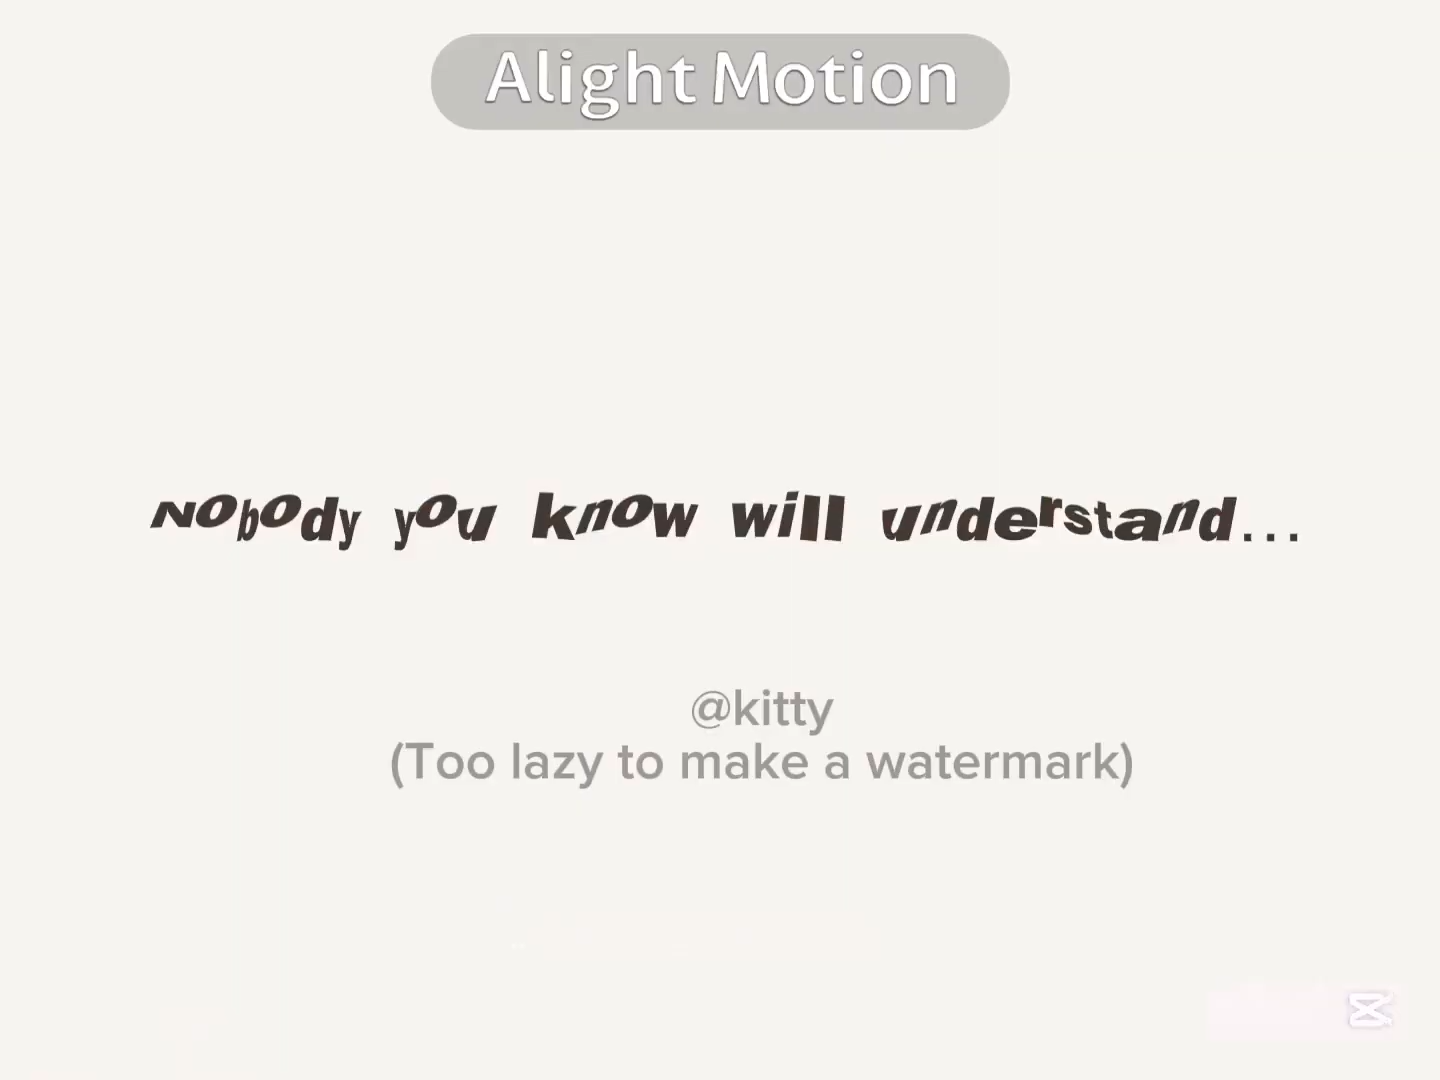 Alight Motion
Nobody you know will understand...
@kitty
(Too lazy to make a watermark)